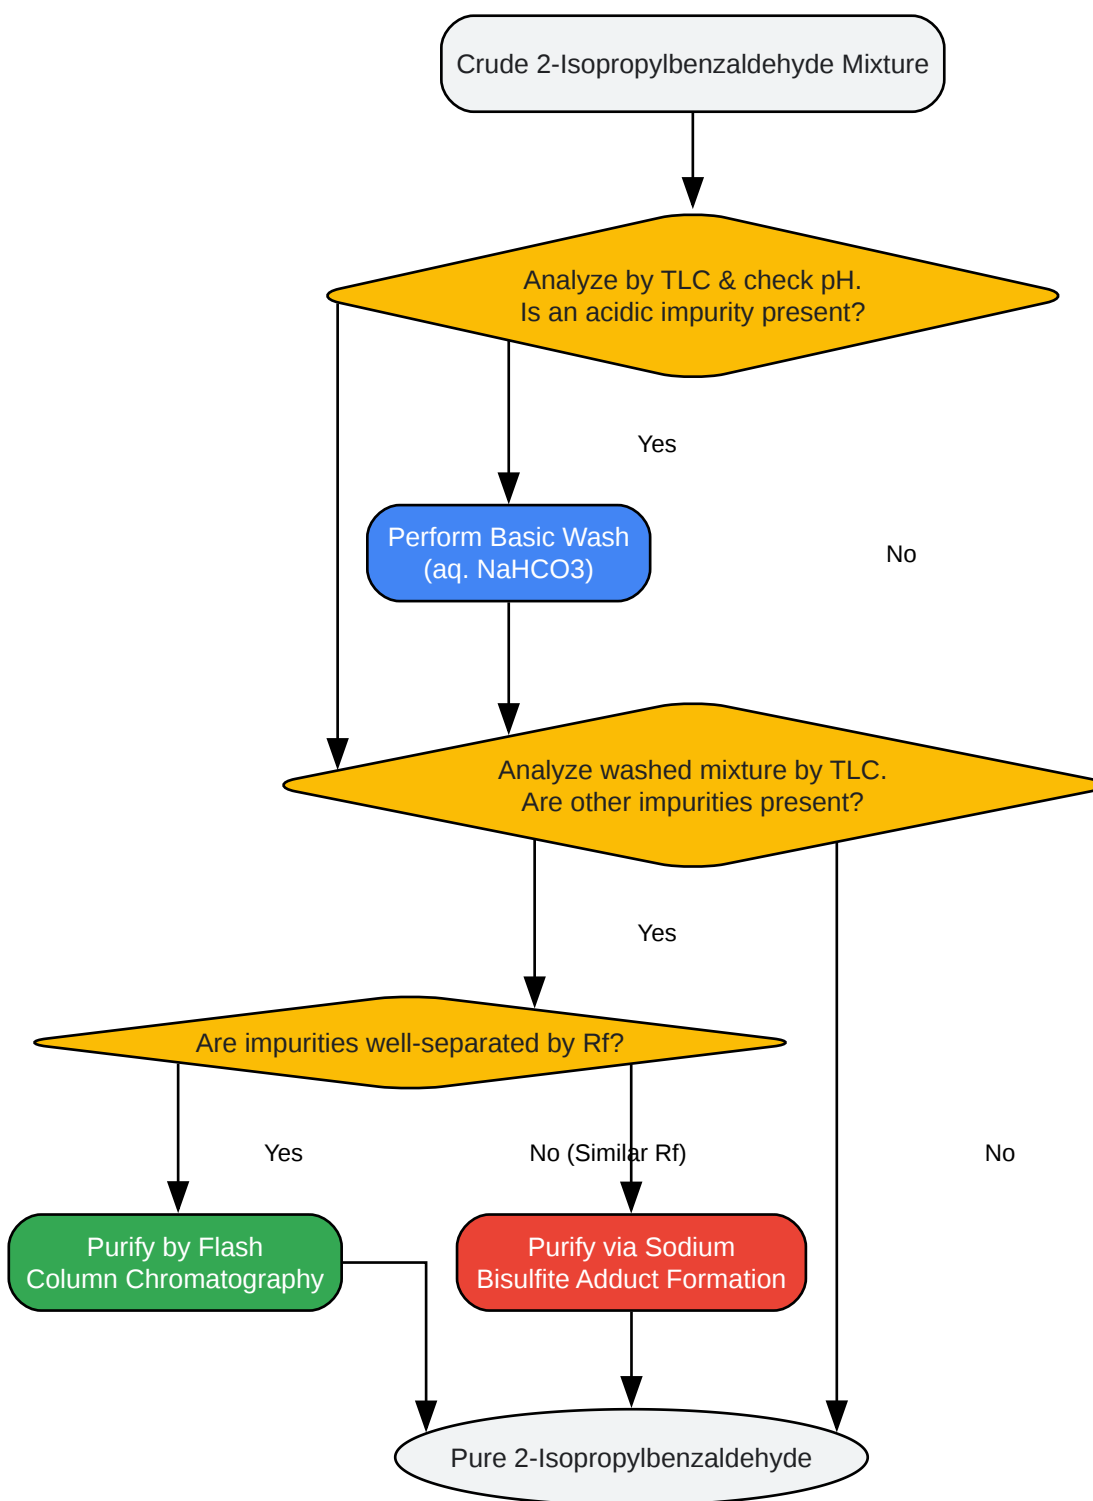 Crude 2-Isopropylbenzaldehyde Mixture
Analyze by TLC & check pH.
Is an acidic impurity present?
Yes
Perform Basic Wash
(aq. NaHCO3)
No
Analyze washed mixture by TLC.
Are other impurities present?
Yes
Are impurities well-separated by Rf?
Yes
No (Similar Rf)
No
Purify by Flash
Column Chromatography
Purify via Sodium
Bisulfite Adduct Formation
Pure 2-Isopropylbenzaldehyde